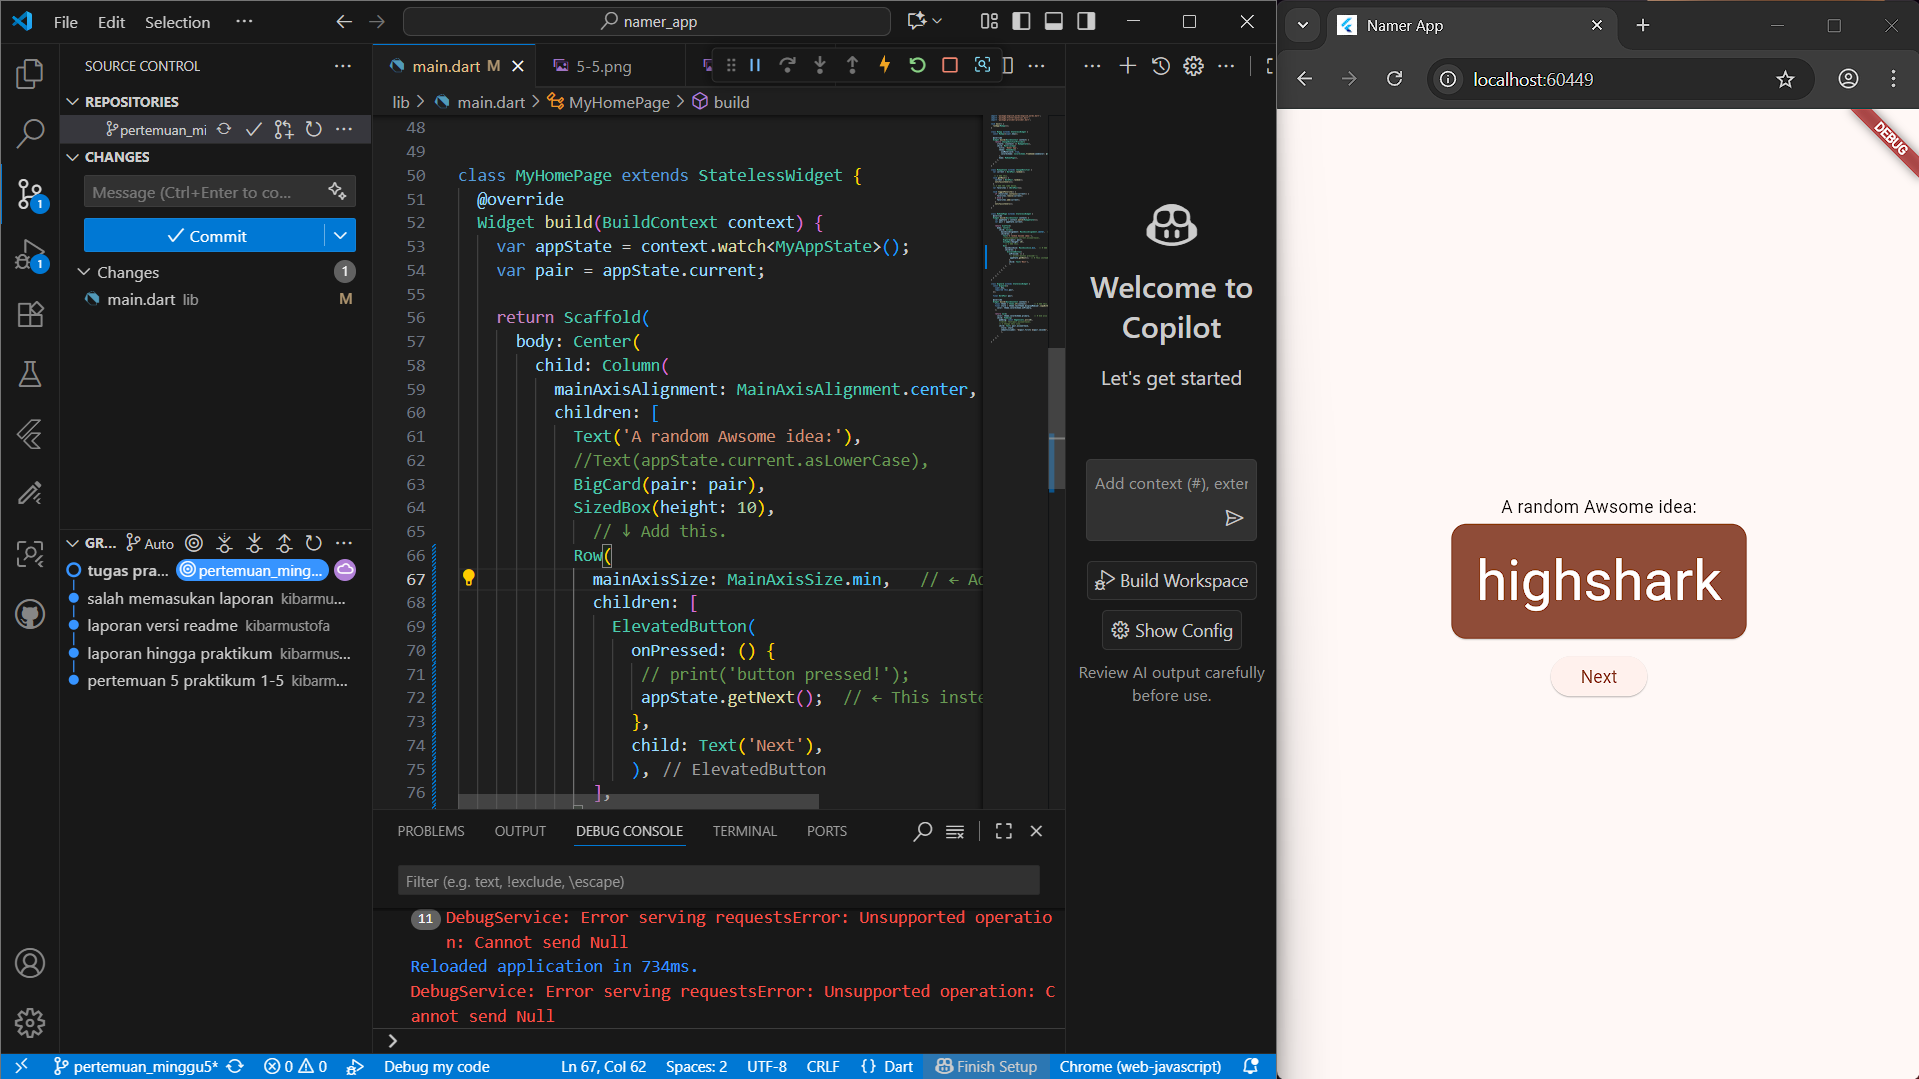 File Edit Selection ···
namer_app
SOURCE CONTROL
REPOSITORIES
pertemuan_mi
CHANGES
Message (Ctrl+Enter to co...
Commit
Changes 1
main.dart lib M
1
1
GR... Auto
tugas pra... pertemuan_ming...
salah memasukan laporan kibarmu...
laporan versi readme kibarmustofa
laporan hingga praktikum kibarmus...
pertemuan 5 praktikum 1-5 kibarm...
main.dart M
5-5.png
lib > main.dart > MyHomePage > build
48
49
50 class MyHomePage extends StatelessWidget {
51 @override
52 Widget build(BuildContext context) {
53 var appState = context.watch<MyAppState>();
54 var pair = appState.current;
55
56 return Scaffold(
57 body: Center(
58 child: Column(
59 mainAxisAlignment: MainAxisAlignment.center,
60 children: [
61 Text('A random Awsome idea:'),
62 //Text(appState.current.asLowerCase),
63 BigCard(pair: pair),
64 SizedBox(height: 10),
65 // ↓ Add this.
66 Row(
67 mainAxisSize: MainAxisSize.min, // ← Ad
68 children: [
69 ElevatedButton(
70 onPressed: () {
71 // print('button pressed!');
72 appState.getNext(); // ← This inste
73 },
74 child: Text('Next'),
75 ), // ElevatedButton
76 ],
PROBLEMS OUTPUT DEBUG CONSOLE TERMINAL PORTS
Filter (e.g. text, !exclude, \escape)
11 DebugService: Error serving requestsError: Unsupported operatio
n: Cannot send Null
Reloaded application in 734ms.
DebugService: Error serving requestsError: Unsupported operation: C
annot send Null
Welcome to
Copilot
Let's get started
Add context (#), exter
Build Workspace
Show Config
Review AI output carefully
before use.
pertemuan_minggu5* 0 0 Debug my code Ln 67, Col 62 Spaces: 2 UTF-8 CRLF {} Dart Finish Setup Chrome (web-javascript)
Namer App
localhost:60449
DEBUG
A random Awsome idea:
highshark
Next